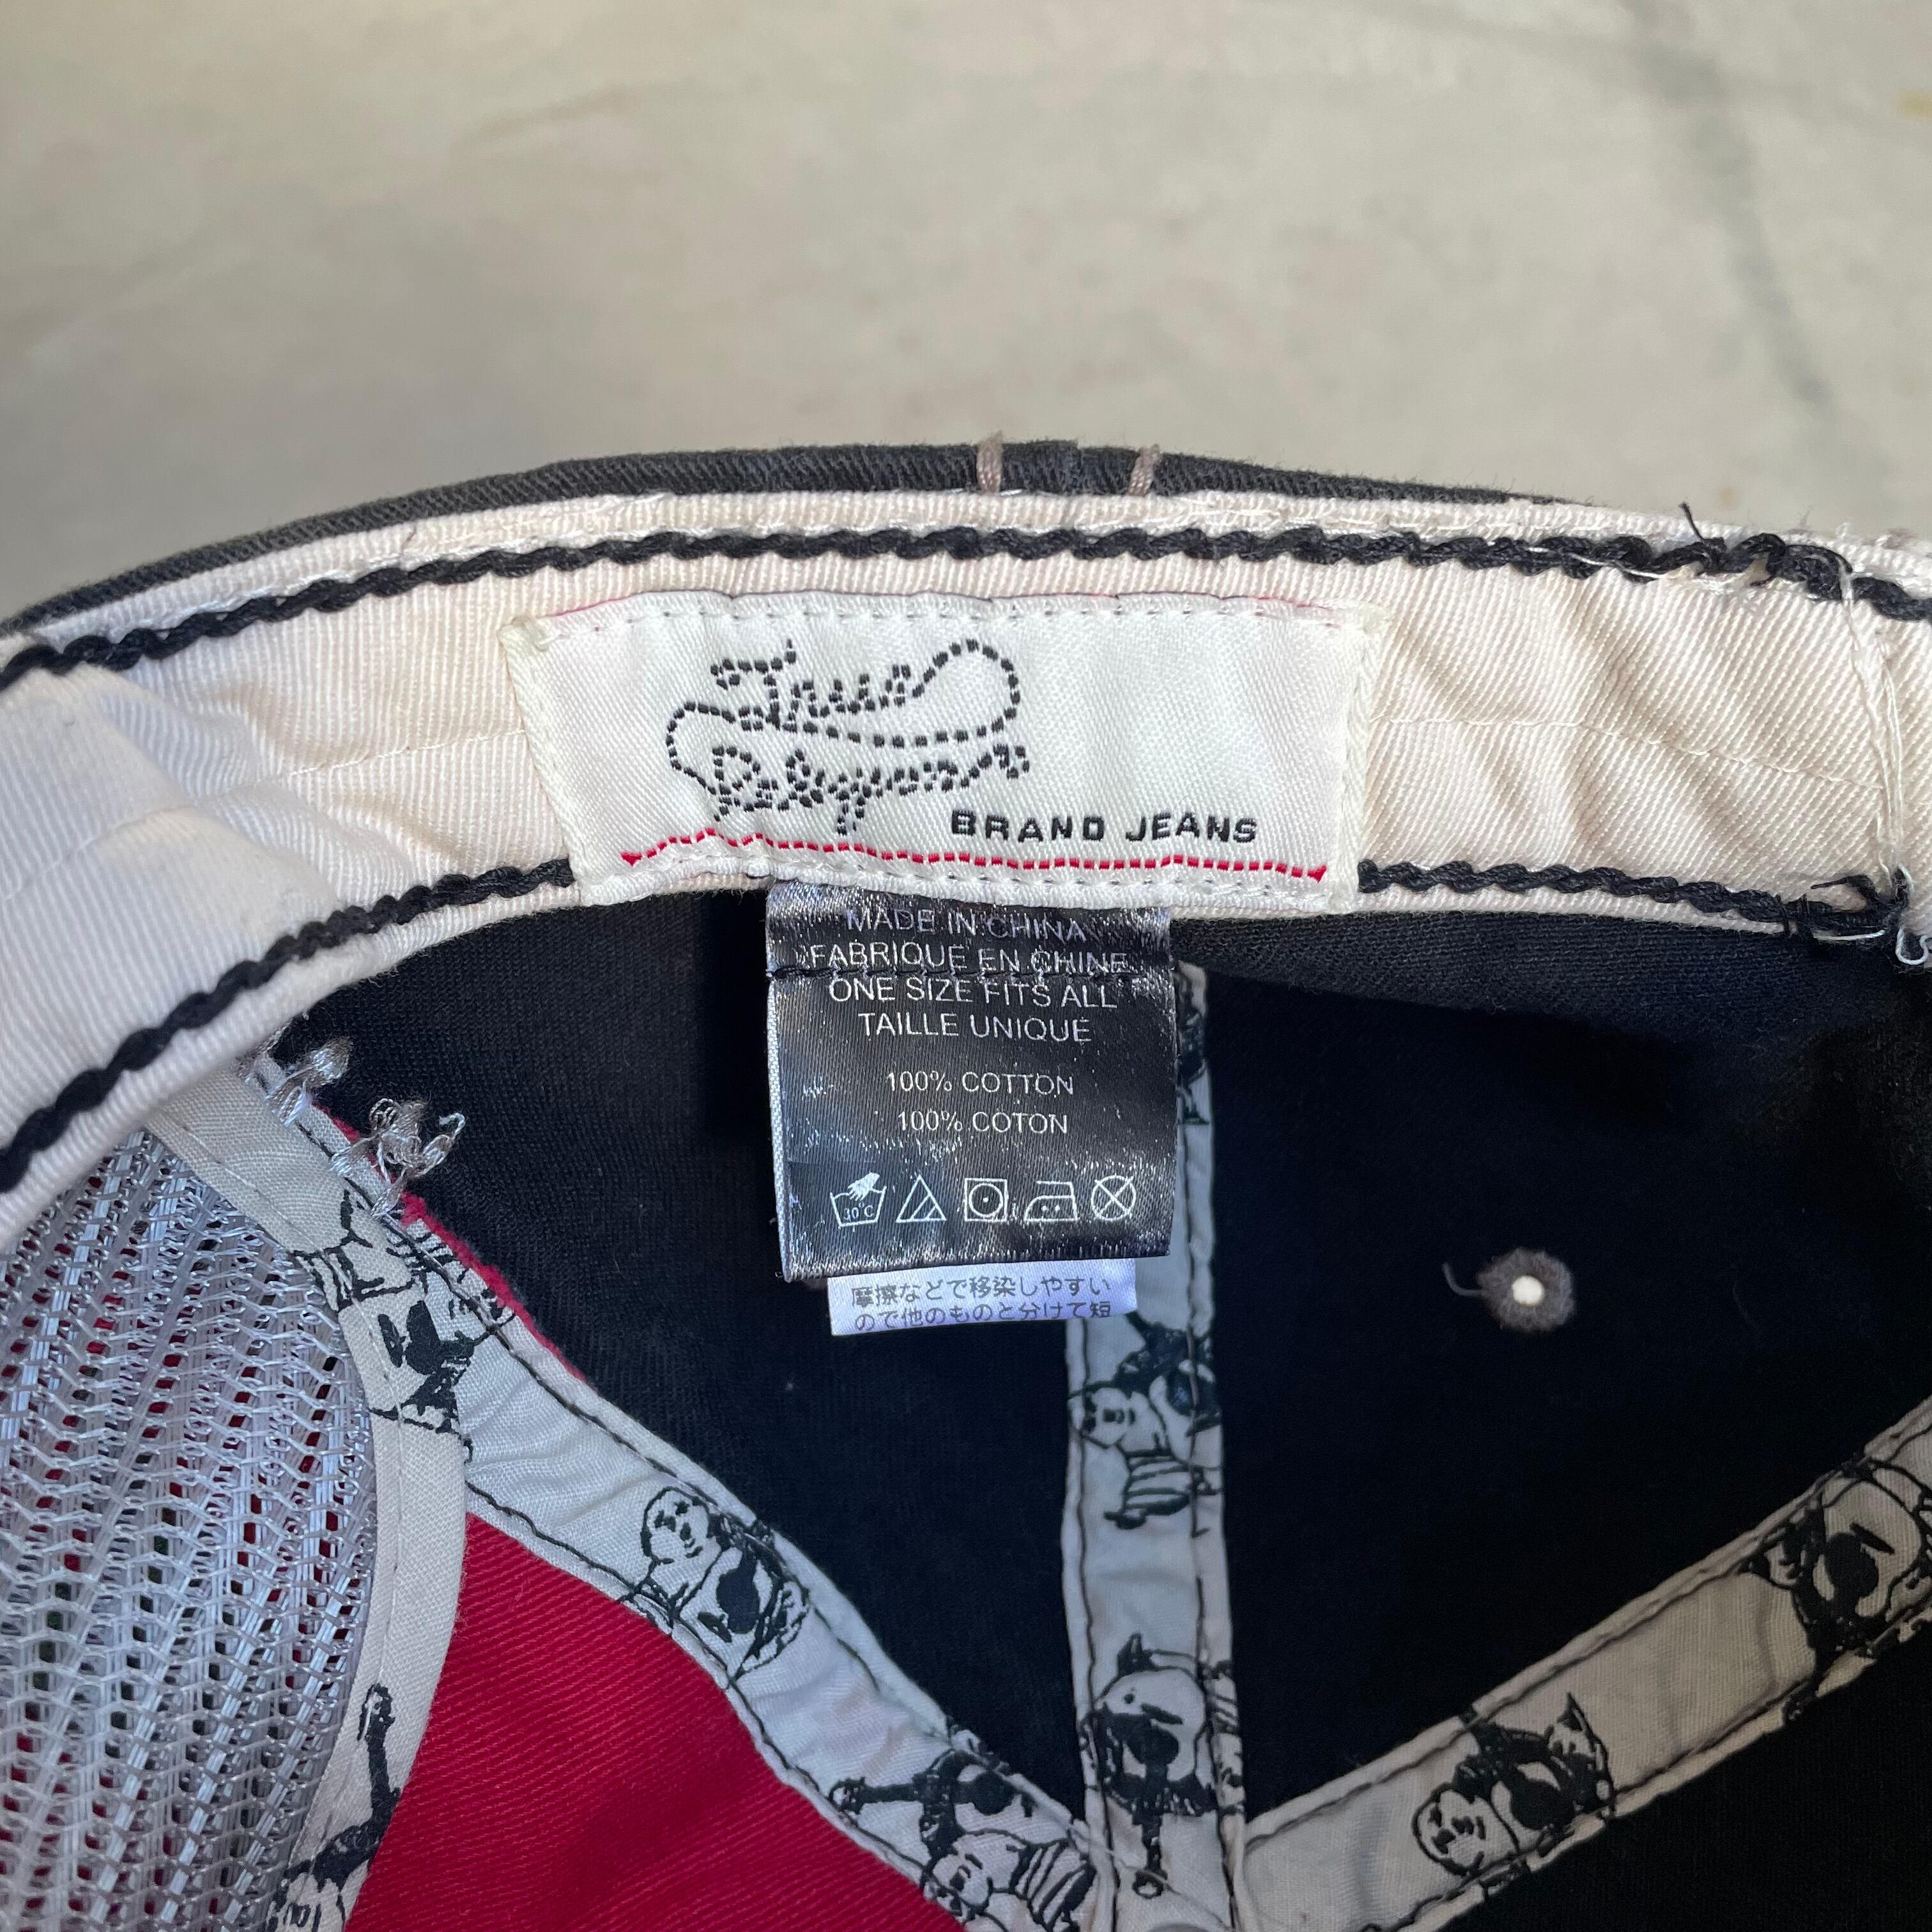 True
Religion
BRAND JEANS
MADE IN CHINA
FABRIQUE EN CHINE
ONE SIZE FITS ALL
TAILLE UNIQUE
100% COTTON
100% COTON
30°C
摩擦などで移染しやすい
ので他のものと分けて短